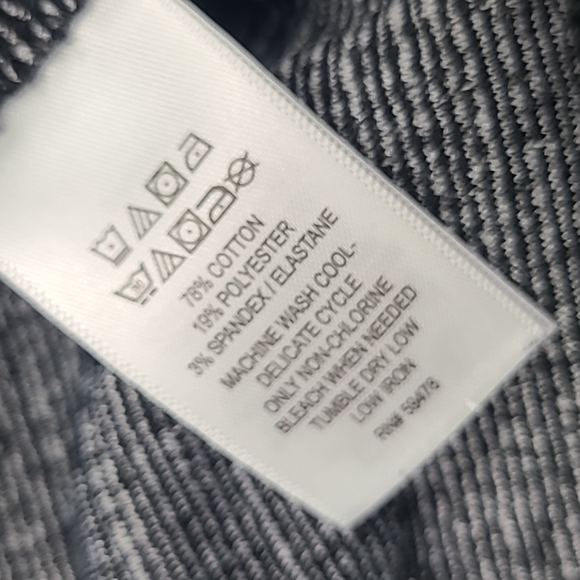 78% COTTON
19% POLYESTER
3% SPANDEX / ELASTANE
MACHINE WASH COOL-
DELICATE CYCLE
ONLY NON-CHLORINE
BLEACH WHEN NEEDED
TUMBLE DRY LOW
LOW IRON
RN# 59478